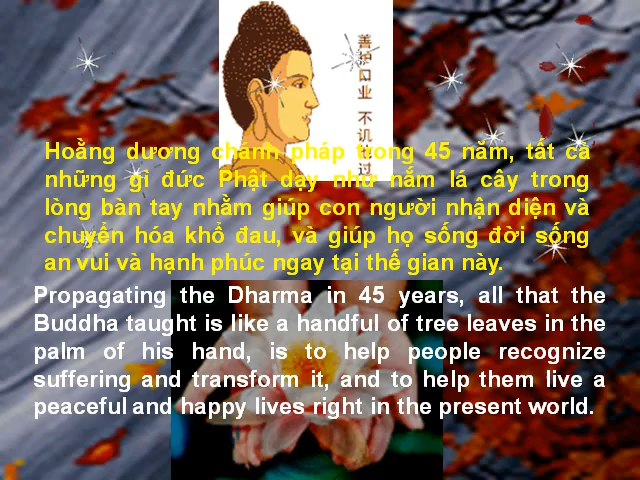 善护口业 不讥他过
Hoằng dương chánh pháp trong 45 năm, tất cả
những gì đức Phật dạy như nắm lá cây trong
lòng bàn tay nhằm giúp con người nhận diện và
chuyển hóa khổ đau, và giúp họ sống đời sống
an vui và hạnh phúc ngay tại thế gian này.
Propagating the Dharma in 45 years, all that the
Buddha taught is like a handful of tree leaves in the
palm of his hand, is to help people recognize
suffering and transform it, and to help them live a
peaceful and happy lives right in the present world.